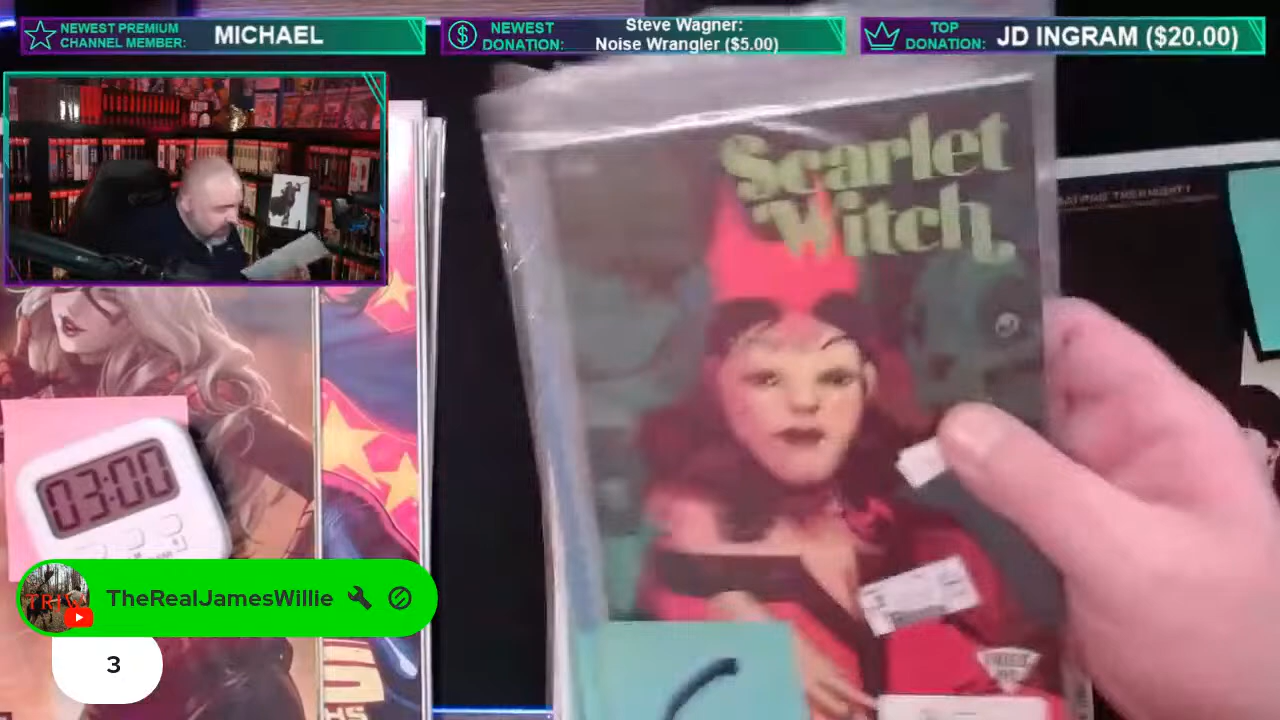 NEWEST PREMIUM
CHANNEL MEMBER:
MICHAEL
NEWEST
DONATION:
Steve Wagner:
Noise Wrangler ($5.00)
TOP
DONATION:
JD INGRAM ($20.00)
Scarlet
Witch
03:00
TheRealJamesWillie
3